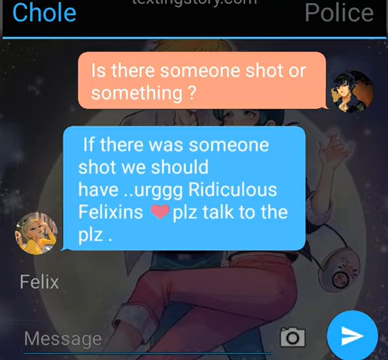 textingstory.com
Chole Police
Is there someone shot or
something ?
If there was someone
shot we should
have ..urggg Ridiculous
Felixins ❤️plz talk to the
plz .
Felix
Message